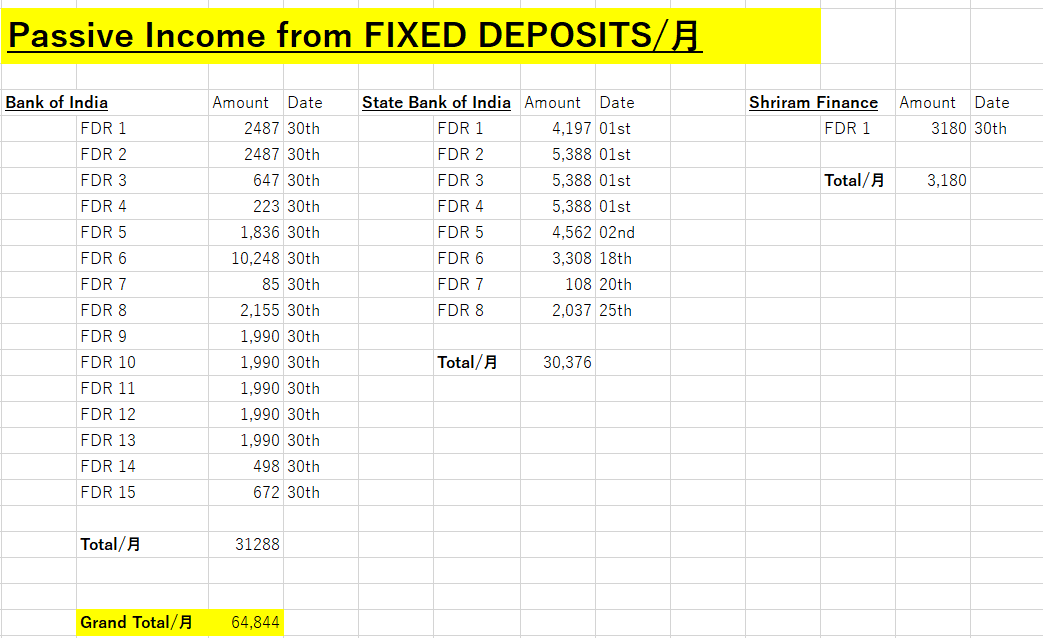 Passive Income from FIXED DEPOSITS/月
Bank of India Amount Date State Bank of India Amount Date Shriram Finance Amount Date
FDR 1 2487 30th FDR 1 4,197 01st FDR 1 3180 30th
FDR 2 2487 30th FDR 2 5,388 01st
FDR 3 647 30th FDR 3 5,388 01st Total/月 3,180
FDR 4 223 30th FDR 4 5,388 01st
FDR 5 1,836 30th FDR 5 4,562 02nd
FDR 6 10,248 30th FDR 6 3,308 18th
FDR 7 85 30th FDR 7 108 20th
FDR 8 2,155 30th FDR 8 2,037 25th
FDR 9 1,990 30th
FDR 10 1,990 30th Total/月 30,376
FDR 11 1,990 30th
FDR 12 1,990 30th
FDR 13 1,990 30th
FDR 14 498 30th
FDR 15 672 30th
Total/月 31288
Grand Total/月 64,844